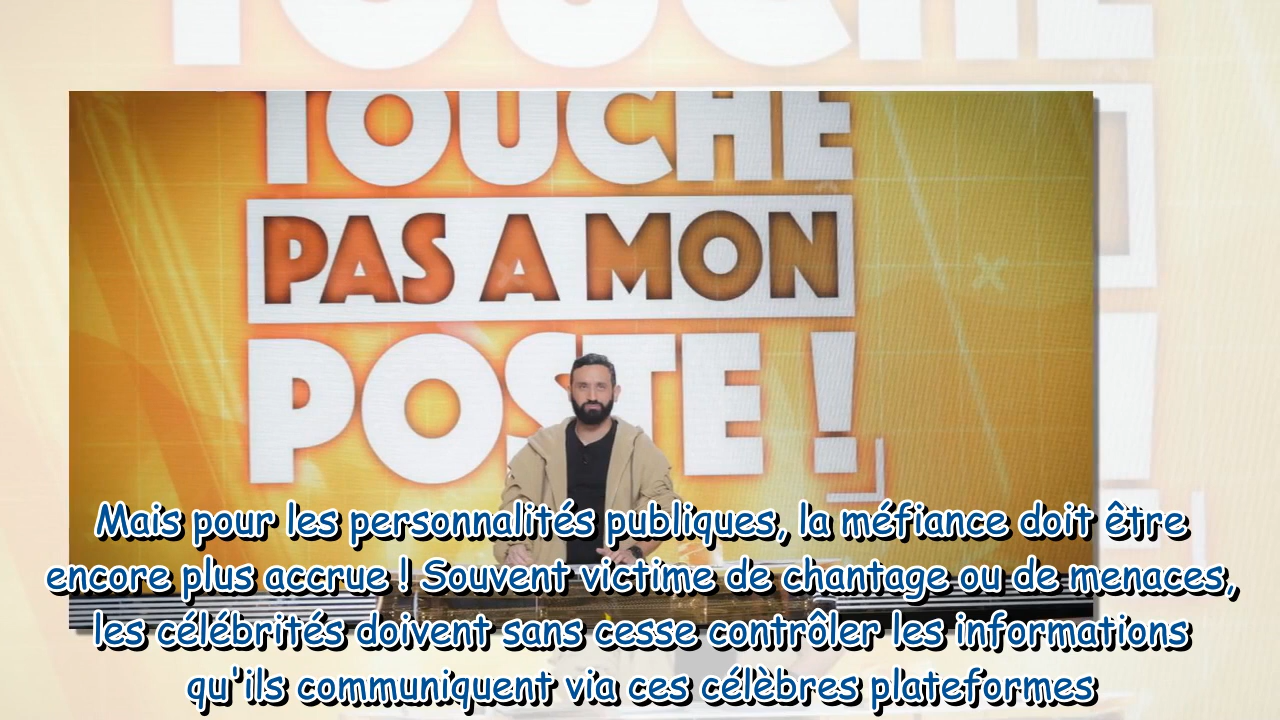 TOUCHE
TOUCHE
PAS A MON
POSTE !
Mais pour les personnalités publiques, la méfiance doit être
encore plus accrue ! Souvent victime de chantage ou de menaces,
les célébrités doivent sans cesse contrôler les informations
qu'ils communiquent via ces célèbres plateformes